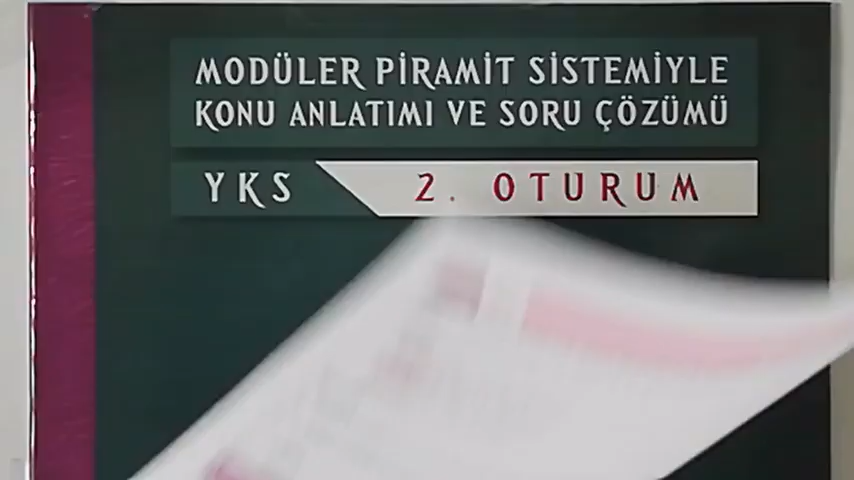 MODÜLER PİRAMİT SİSTEMİYLE
KONU ANLATIMI VE SORU ÇÖZÜMÜ
YKS 2. OTURUM